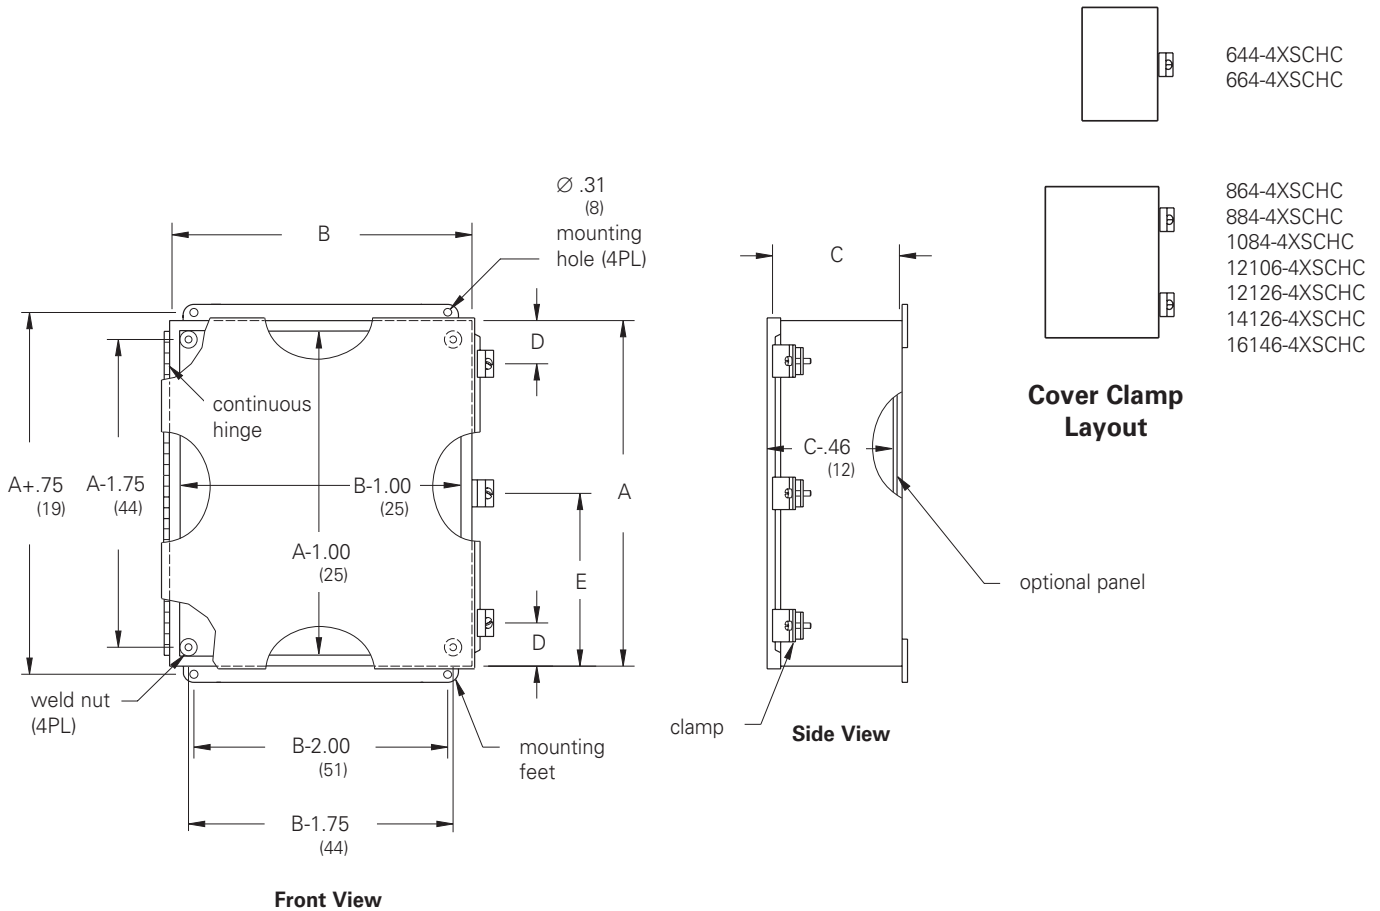 644-4XSCHC
664-4XSCHC
864-4XSCHC
884-4XSCHC
1084-4XSCHC
12106-4XSCHC
12126-4XSCHC
14126-4XSCHC
16146-4XSCHC
Cover Clamp
Layout
∅ .31
(8)
mounting
hole (4PL)
B
D
continuous
hinge
A+.75
(19)
A-1.75
(44)
B-1.00
(25)
A
A-1.00
(25)
E
D
weld nut
(4PL)
B-2.00
(51)
mounting
feet
B-1.75
(44)
Front View
C
C-.46
(12)
optional panel
clamp
Side View